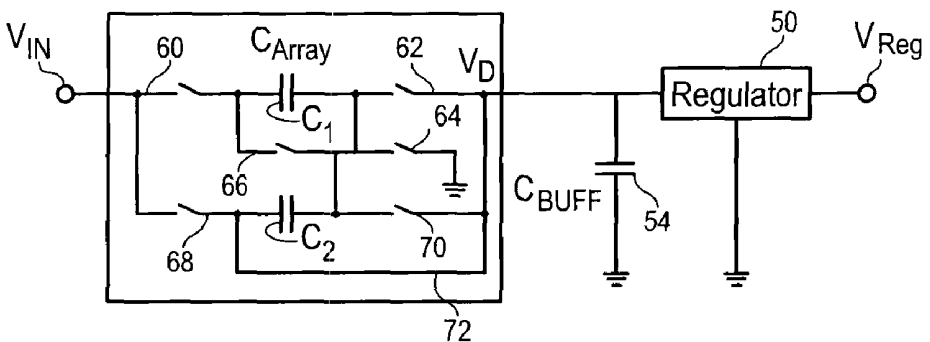 V_IN
60
C_Array
62
V_D
50
V_Reg
Regulator
C_1
64
66
C_BUFF
54
68
C_2
70
72